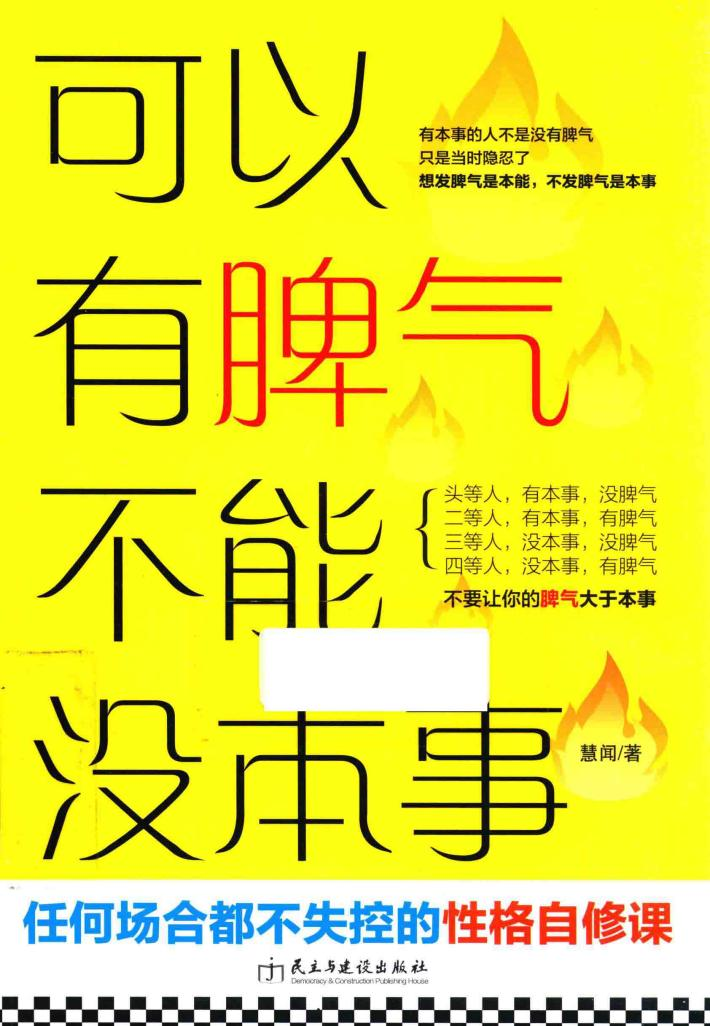 可以
有本事的人不是没有脾气
只是当时隐忍了
想发脾气是本能，不发脾气是本事
有脾气
不能
头等人，有本事，没脾气
二等人，有本事，有脾气
三等人，没本事，没脾气
四等人，没本事，有脾气
不要让你的脾气大于本事
没本事
慧闻/著
任何场合都不失控的性格自修课
民主与建设出版社
Democracy & Construction Publishing House